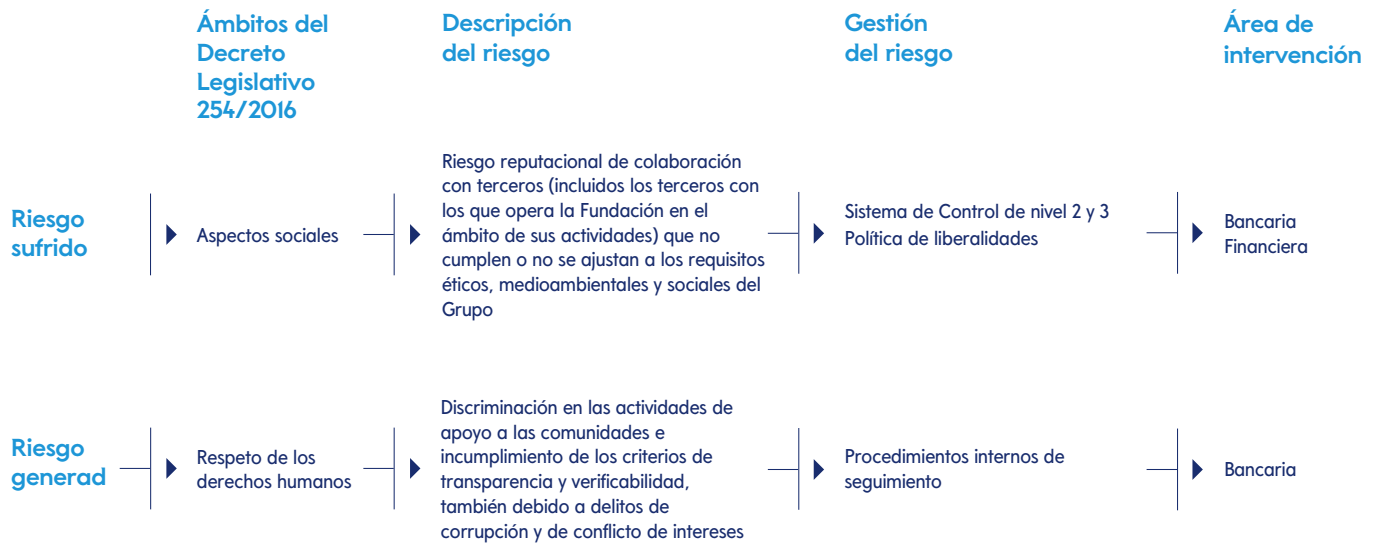 Ámbitos del
Decreto
Legislativo
254/2016
Descripción
del riesgo
Gestión
del riesgo
Área de
intervención
Riesgo
sufrido
Aspectos sociales
Riesgo reputacional de colaboración
con terceros (incluidos los terceros con
los que opera la Fundación en el
ámbito de sus actividades) que no
cumplen o no se ajustan a los requisitos
éticos, medioambientales y sociales del
Grupo
Sistema de Control de nivel 2 y 3
Política de liberalidades
Bancaria
Financiera
Riesgo
generad
Respeto de los
derechos humanos
Discriminación en las actividades de
apoyo a las comunidades e
incumplimiento de los criterios de
transparencia y verificabilidad,
también debido a delitos de
corrupción y de conflicto de intereses
Procedimientos internos de
seguimiento
Bancaria